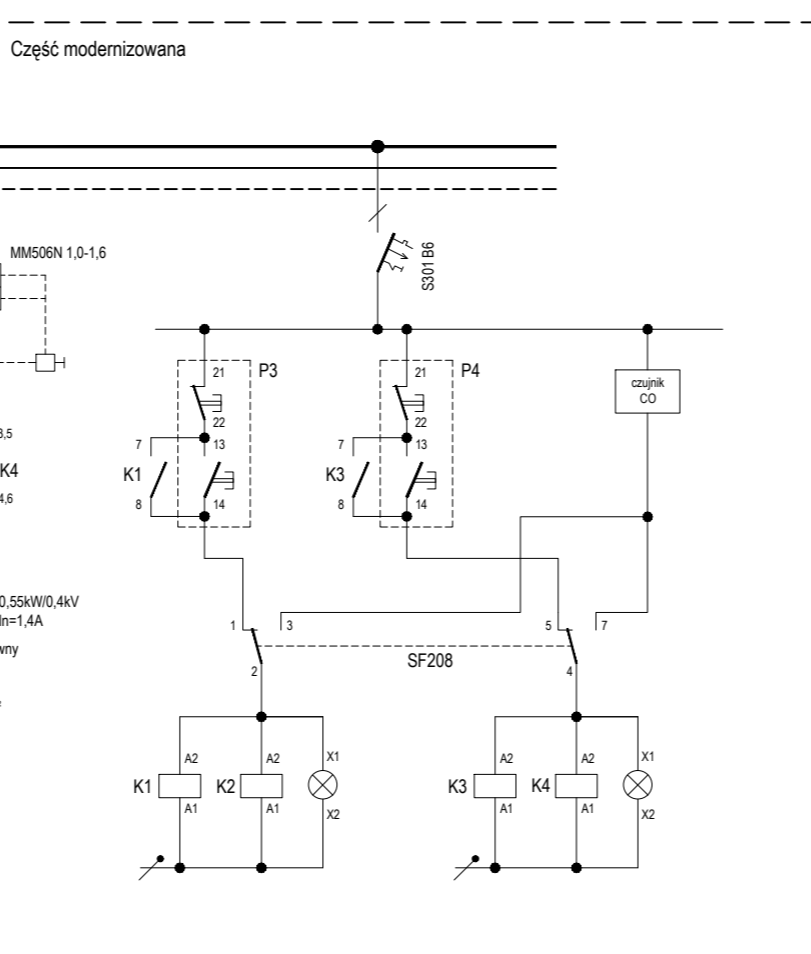 Część modernizowana
MM506N 1,0-1,6
S301 B6
21
P3
21
P4
czujnik
CO
22
22
7
13
7
13
K1
K3
K4
8
14
8
14
0,55kW/0,4kV
In=1,4A
1
3
5
7
SF208
2
4
A2
A2
X1
A2
A2
X1
K1
K2
K3
K4
A1
A1
X2
A1
A1
X2